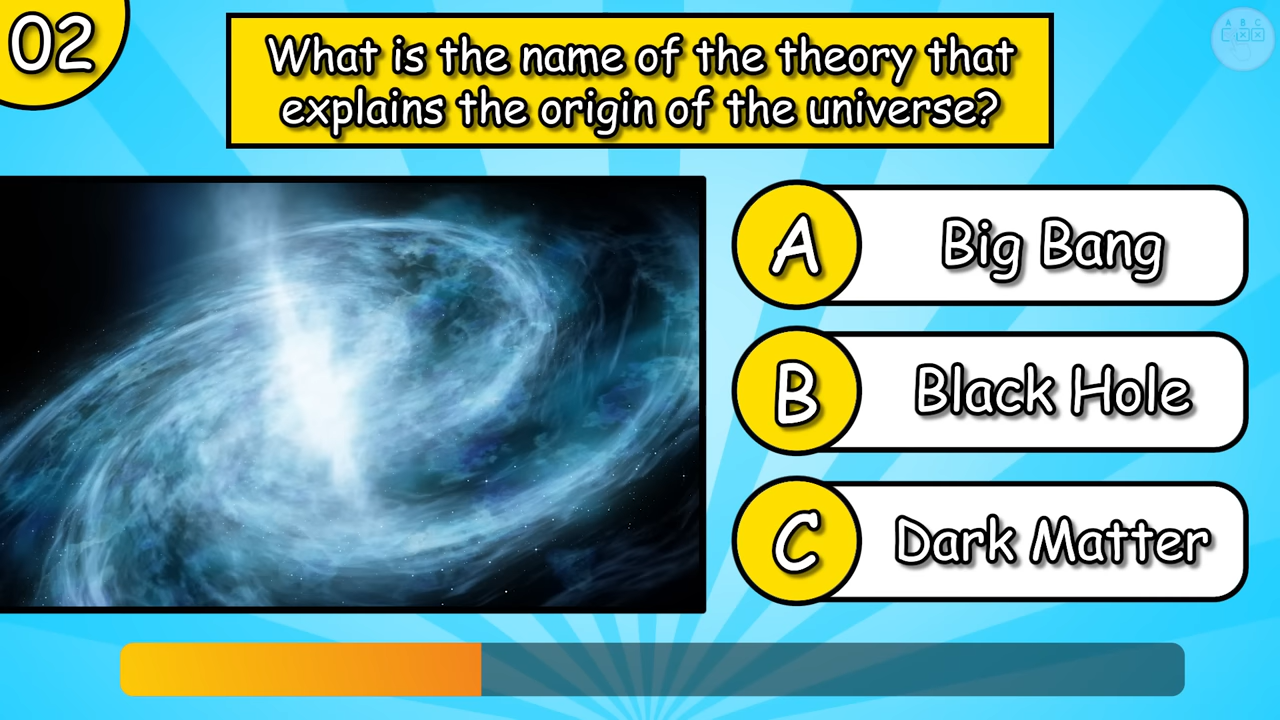 02
What is the name of the theory that
explains the origin of the universe?
A Big Bang
B Black Hole
C Dark Matter
A B C